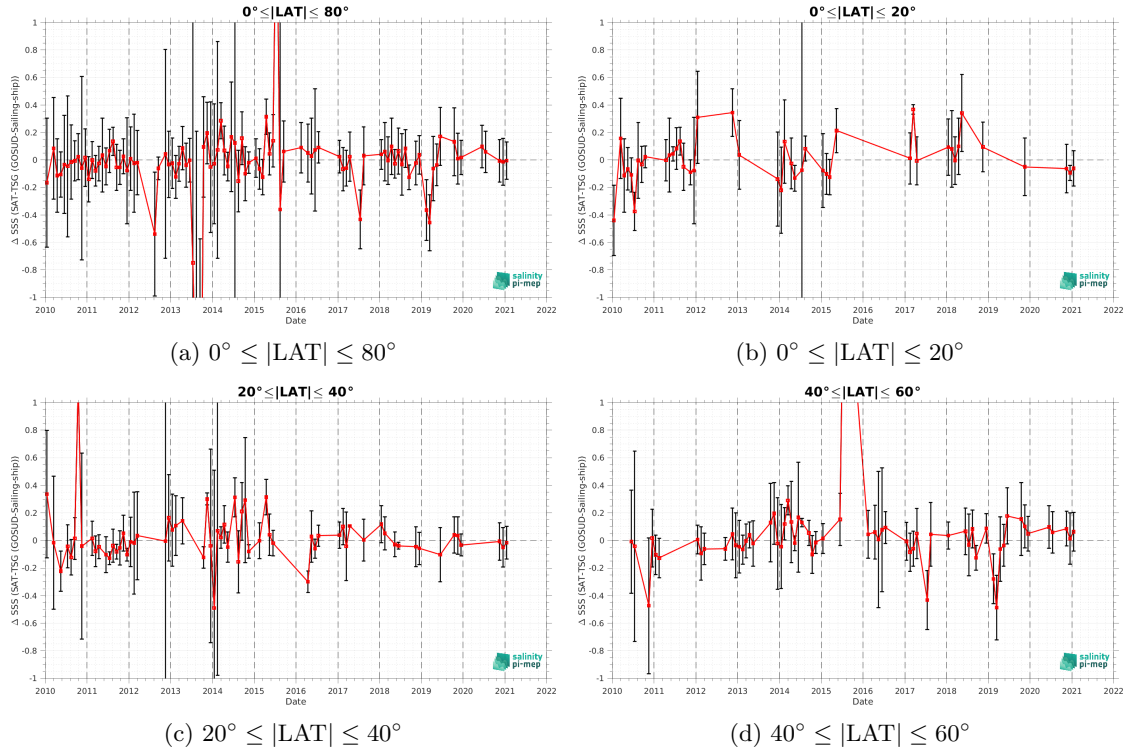 0°≤|LAT|≤ 80°
Δ SSS (SAT-TSG (GOSUD-Sailing-ship))
1
0.8
0.6
0.4
0.2
0
-0.2
-0.4
-0.6
-0.8
-1
2010 2011 2012 2013 2014 2015 2016 2017 2018 2019 2020 2021 2022
Date
salinity
pi-mep
(a) 0° ≤ |LAT| ≤ 80°
0°≤|LAT|≤ 20°
Δ SSS (SAT-TSG (GOSUD-Sailing-ship))
1
0.8
0.6
0.4
0.2
0
-0.2
-0.4
-0.6
-0.8
-1
2010 2011 2012 2013 2014 2015 2016 2017 2018 2019 2020 2021 2022
Date
salinity
pi-mep
(b) 0° ≤ |LAT| ≤ 20°
20°≤|LAT|≤ 40°
Δ SSS (SAT-TSG (GOSUD-Sailing-ship))
1
0.8
0.6
0.4
0.2
0
-0.2
-0.4
-0.6
-0.8
-1
2010 2011 2012 2013 2014 2015 2016 2017 2018 2019 2020 2021 2022
Date
salinity
pi-mep
(c) 20° ≤ |LAT| ≤ 40°
40°≤|LAT|≤ 60°
Δ SSS (SAT-TSG (GOSUD-Sailing-ship))
1
0.8
0.6
0.4
0.2
0
-0.2
-0.4
-0.6
-0.8
-1
2010 2011 2012 2013 2014 2015 2016 2017 2018 2019 2020 2021 2022
Date
salinity
pi-mep
(d) 40° ≤ |LAT| ≤ 60°